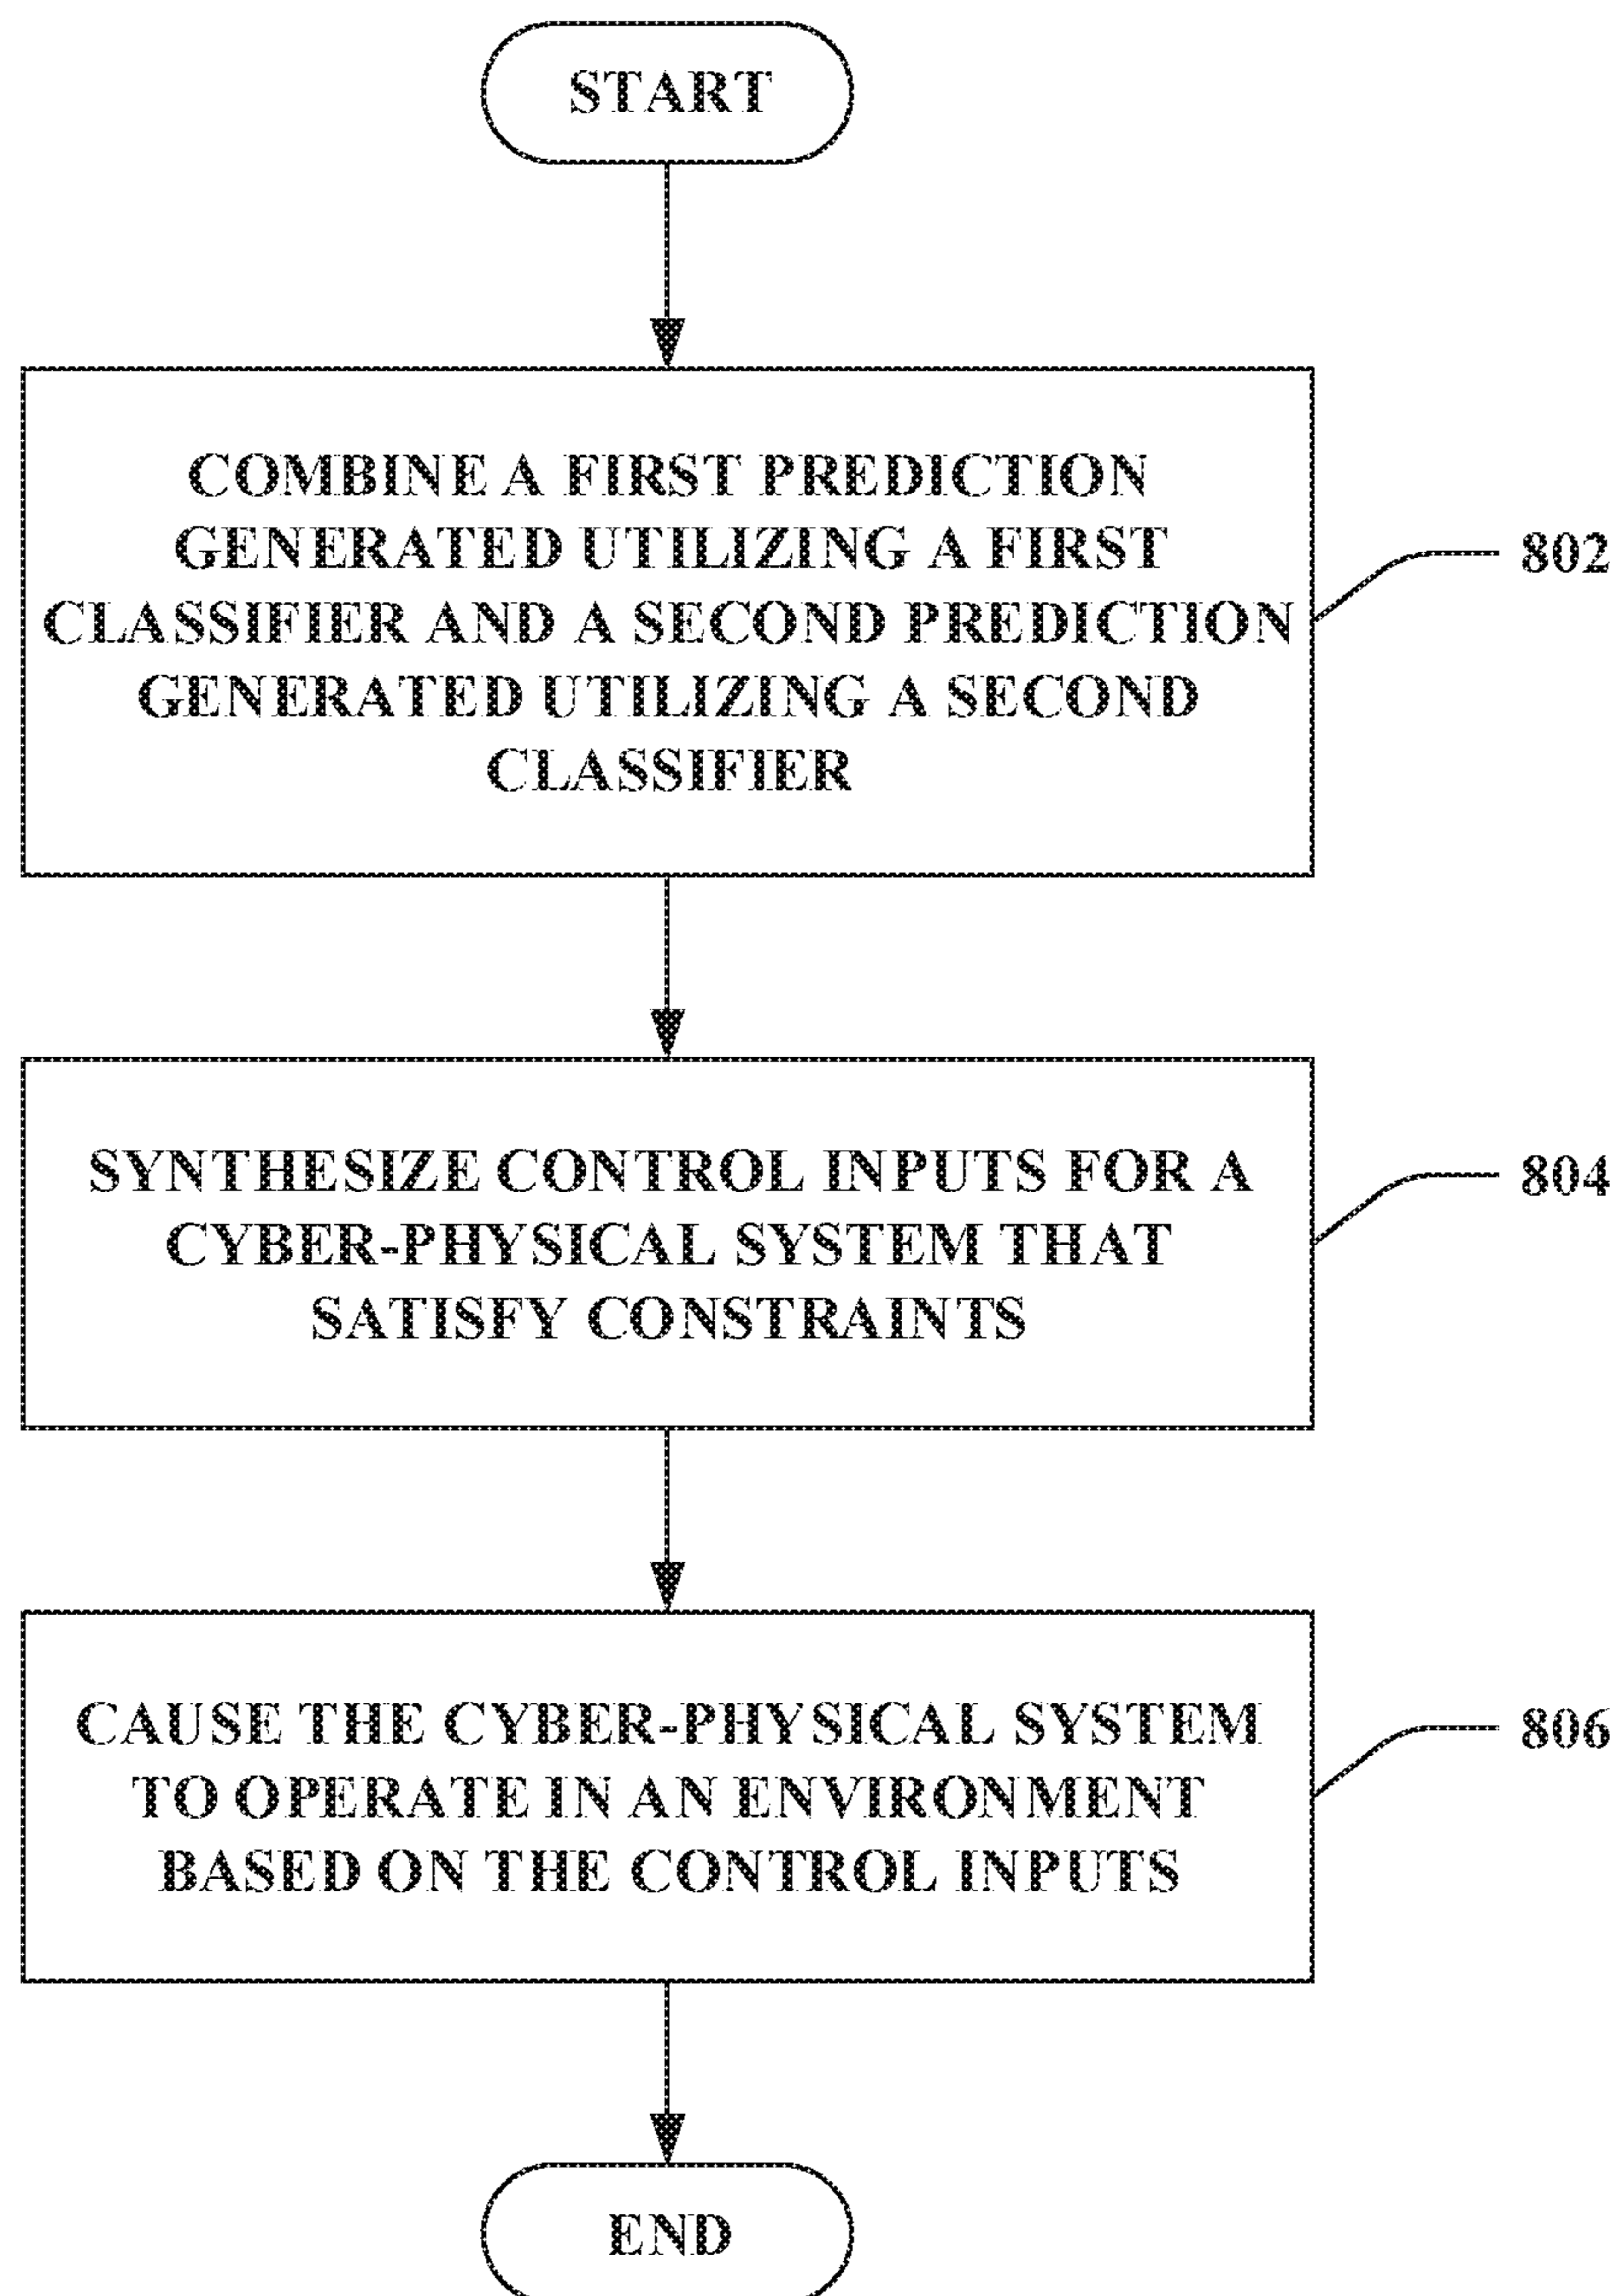 START
COMBINE A FIRST PREDICTION
GENERATED UTILIZING A FIRST
CLASSIFIER AND A SECOND PREDICTION
GENERATED UTILIZING A SECOND
CLASSIFIER
802
SYNTHESIZE CONTROL INPUTS FOR A
CYBER-PHYSICAL SYSTEM THAT
SATISFY CONSTRAINTS
804
CAUSE THE CYBER-PHYSICAL SYSTEM
TO OPERATE IN AN ENVIRONMENT
BASED ON THE CONTROL INPUTS
806
END